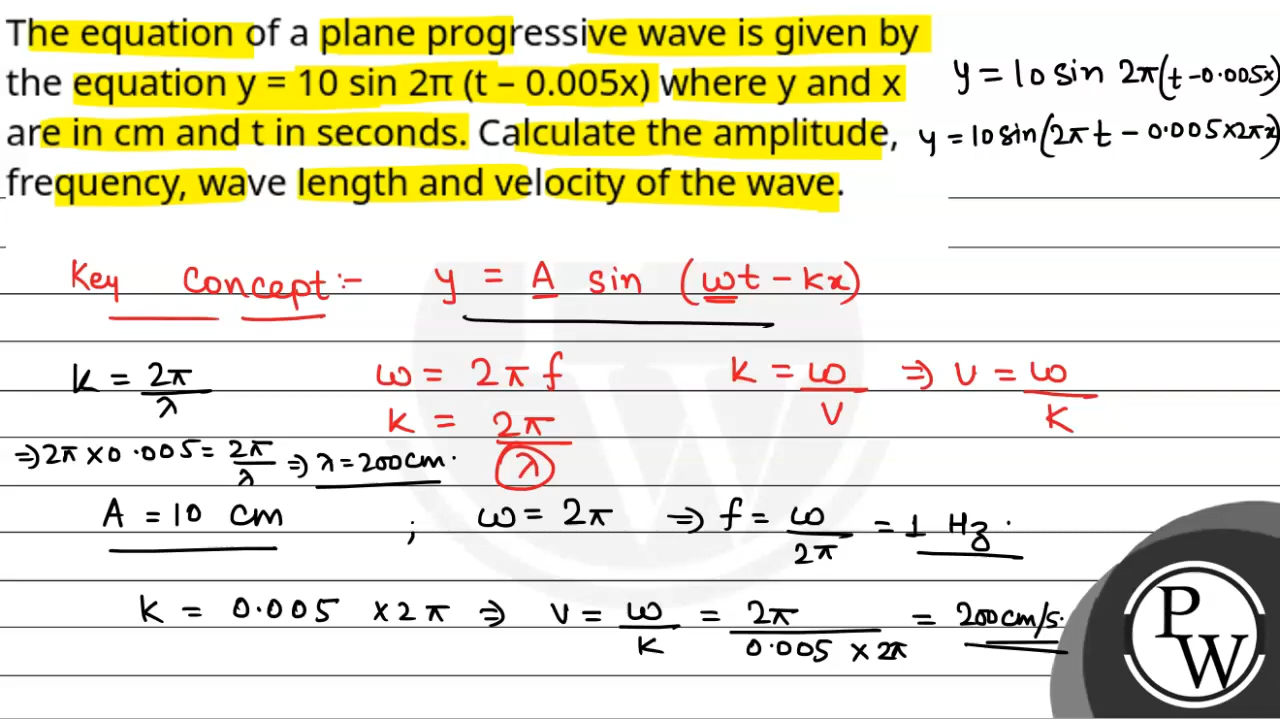 The equation of a plane progressive wave is given by
the equation y = 10 sin 2π (t – 0.005x) where y and x
are in cm and t in seconds. Calculate the amplitude,
frequency, wave length and velocity of the wave.
y = 10 sin 2π(t - 0.005x)
y = 10 sin(2π t - 0.005×2πx)
Key Concept :- y = A sin (ωt - kx)
K = 2π/λ ω = 2πf k = ω/v ⇒ v = ω/k
k = 2π/λ
⇒ 2π×0.005 = 2π/λ ⇒ λ = 200cm.
A = 10 cm ; ω = 2π ⇒ f = ω/2π = 1 Hz.
k = 0.005 × 2π ⇒ v = ω/k = 2π/0.005 × 2π = 200cm/s.
P
W